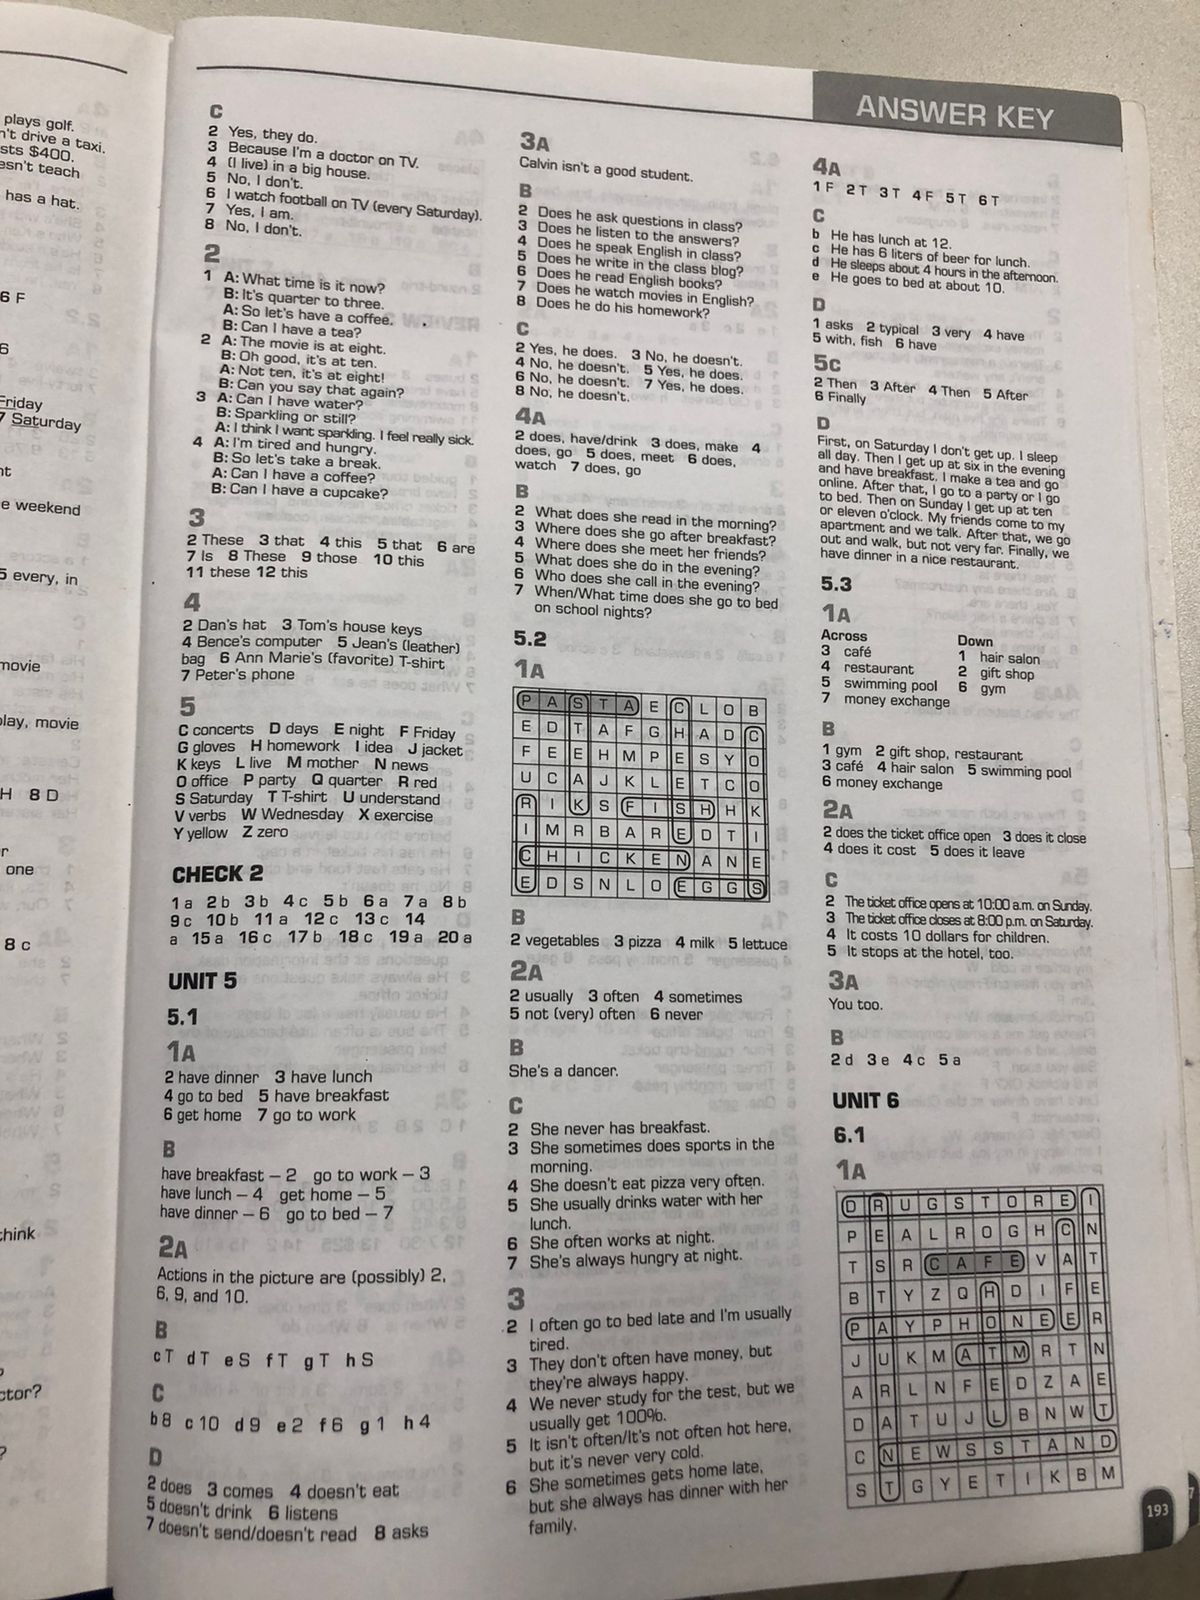 plays golf.
n't drive a taxi.
sts $400.
esn't teach
has a hat.
6 F
Friday
7 Saturday
e weekend
5 every, in
movie
lay, movie
H 8 D
one
8 c
think
ctor?
ANSWER KEY
C
2 Yes, they do.
3 Because I'm a doctor on TV.
4 (I live) in a big house.
5 No, I don't.
6 I watch football on TV (every Saturday).
7 Yes, I am.
8 No, I don't.
2
1 A: What time is it now?
B: It's quarter to three.
A: So let's have a coffee.
B: Can I have a tea?
2 A: The movie is at eight.
B: Oh good, it's at ten.
A: Not ten, it's at eight!
B: Can you say that again?
3 A: Can I have water?
B: Sparkling or still?
A: I think I want sparkling. I feel really sick.
4 A: I'm tired and hungry.
B: So let's take a break.
A: Can I have a coffee?
B: Can I have a cupcake?
3
2 These 3 that 4 this 5 that 6 are
7 Is 8 These 9 those 10 this
11 these 12 this
4
2 Dan's hat 3 Tom's house keys
4 Bence's computer 5 Jean's (leather)
bag 6 Ann Marie's (favorite) T-shirt
7 Peter's phone
5
C concerts D days E night F Friday
G gloves H homework I idea J jacket
K keys L live M mother N news
O office P party Q quarter R red
S Saturday T T-shirt U understand
V verbs W Wednesday X exercise
Y yellow Z zero
CHECK 2
1 a 2 b 3 b 4 c 5 b 6 a 7 a 8 b
9 c 10 b 11 a 12 c 13 c 14
a 15 a 16 c 17 b 18 c 19 a 20 a
UNIT 5
5.1
1A
2 have dinner 3 have lunch
4 go to bed 5 have breakfast
6 get home 7 go to work
B
have breakfast – 2 go to work – 3
have lunch – 4 get home – 5
have dinner – 6 go to bed – 7
2A
Actions in the picture are (possibly) 2,
6, 9, and 10.
B
c T d T e S f T g T h S
C
b 8 c 10 d 9 e 2 f 6 g 1 h 4
D
2 does 3 comes 4 doesn't eat
5 doesn't drink 6 listens
7 doesn't send/doesn't read 8 asks
3A
Calvin isn't a good student.
B
2 Does he ask questions in class?
3 Does he listen to the answers?
4 Does he speak English in class?
5 Does he write in the class blog?
6 Does he read English books?
7 Does he watch movies in English?
8 Does he do his homework?
C
2 Yes, he does. 3 No, he doesn't.
4 No, he doesn't. 5 Yes, he does.
6 No, he doesn't. 7 Yes, he does.
8 No, he doesn't.
4A
2 does, have/drink 3 does, make 4
does, go 5 does, meet 6 does,
watch 7 does, go
B
2 What does she read in the morning?
3 Where does she go after breakfast?
4 Where does she meet her friends?
5 What does she do in the evening?
6 Who does she call in the evening?
7 When/What time does she go to bed
on school nights?
5.2
1A
P A S T A E C L O B
E D T A F G H A D C
F E E H M P E S Y O
U C A J K L E T C O
R I K S F I S H H K
I M R B A R E D T I
C H I C K E N A N E
E D S N L O E G G S
B
2 vegetables 3 pizza 4 milk 5 lettuce
2A
2 usually 3 often 4 sometimes
5 not (very) often 6 never
B
She's a dancer.
C
2 She never has breakfast.
3 She sometimes does sports in the
morning.
4 She doesn't eat pizza very often.
5 She usually drinks water with her
lunch.
6 She often works at night.
7 She's always hungry at night.
3
2 I often go to bed late and I'm usually
tired.
3 They don't often have money, but
they're always happy.
4 We never study for the test, but we
usually get 100%.
5 It isn't often/It's not often hot here,
but it's never very cold.
6 She sometimes gets home late,
but she always has dinner with her
family.
4A
1 F 2 T 3 T 4 F 5 T 6 T
C
b He has lunch at 12.
c He has 6 liters of beer for lunch.
d He sleeps about 4 hours in the afternoon.
e He goes to bed at about 10.
D
1 asks 2 typical 3 very 4 have
5 with, fish 6 have
5C
2 Then 3 After 4 Then 5 After
6 Finally
D
First, on Saturday I don't get up. I sleep
all day. Then I get up at six in the evening
and have breakfast. I make a tea and go
online. After that, I go to a party or I go
to bed. Then on Sunday I get up at ten
or eleven o'clock. My friends come to my
apartment and we talk. After that, we go
out and walk, but not very far. Finally, we
have dinner in a nice restaurant.
5.3
1A
Across
3 café
4 restaurant
5 swimming pool
7 money exchange
Down
1 hair salon
2 gift shop
6 gym
B
1 gym 2 gift shop, restaurant
3 café 4 hair salon 5 swimming pool
6 money exchange
2A
2 does the ticket office open 3 does it close
4 does it cost 5 does it leave
C
2 The ticket office opens at 10:00 a.m. on Sunday.
3 The ticket office closes at 8:00 p.m. on Saturday.
4 It costs 10 dollars for children.
5 It stops at the hotel, too.
3A
You too.
B
2 d 3 e 4 c 5 a
UNIT 6
6.1
1A
D R U G S T O R E I
P E A L R O G H C N
T S R C A F E V A T
B T Y Z Q H D I F E
P A Y P H O N E E R
J U K M A T M R T N
A R L N F E D Z A E
D A T U J L B N W T
C N E W S S T A N D
S T G Y E T I K B M
193